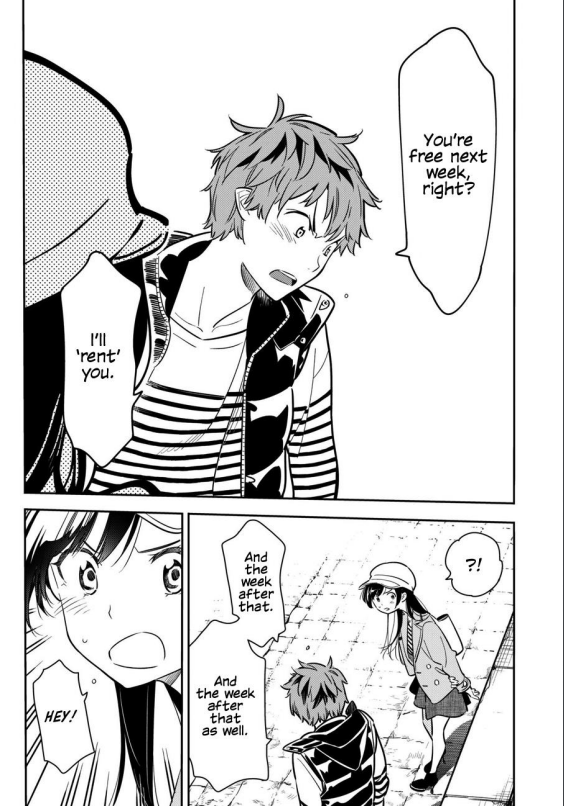 You're
free next
week,
right?
I'll
'rent'
you.
And
the
week
after
that.
?!
And
the week
after
that
as well.
HEY!